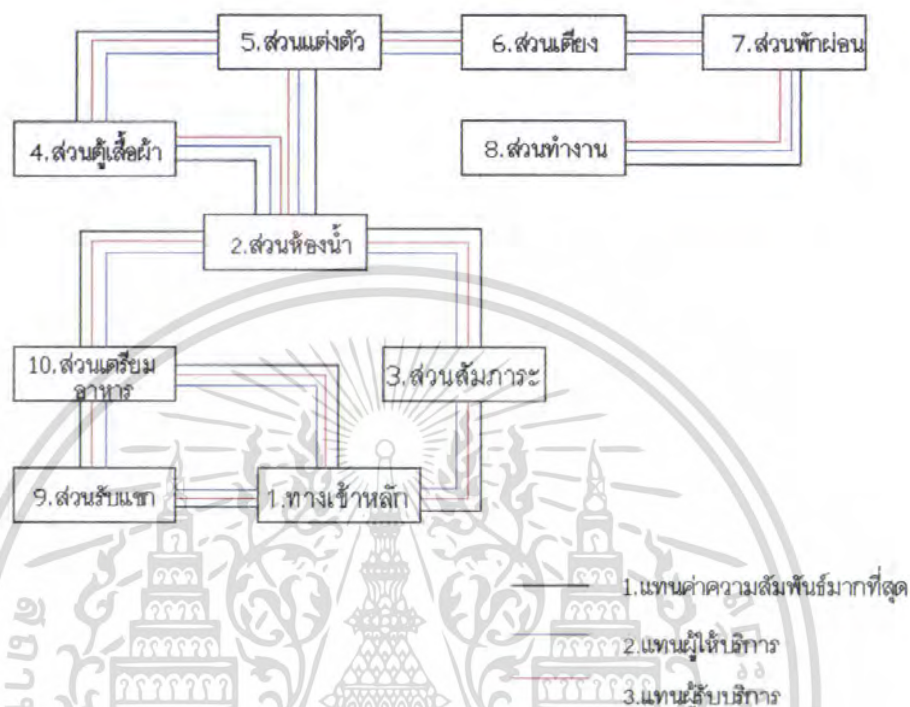 5.ส่วนแต่งตัว
6.ส่วนเตียง
7.ส่วนพักผ่อน
4.ส่วนตู้เสื้อผ้า
8.ส่วนทำงาน
2.ส่วนห้องน้ำ
10.ส่วนเตรียม
อาหาร
3.ส่วนสัมภาระ
9.ส่วนรับแขก
1.ทางเข้าหลัก
1.แทนค่าความสัมพันธ์มากที่สุด
2.แทนผู้ให้บริการ
3.แทนผู้รับบริการ